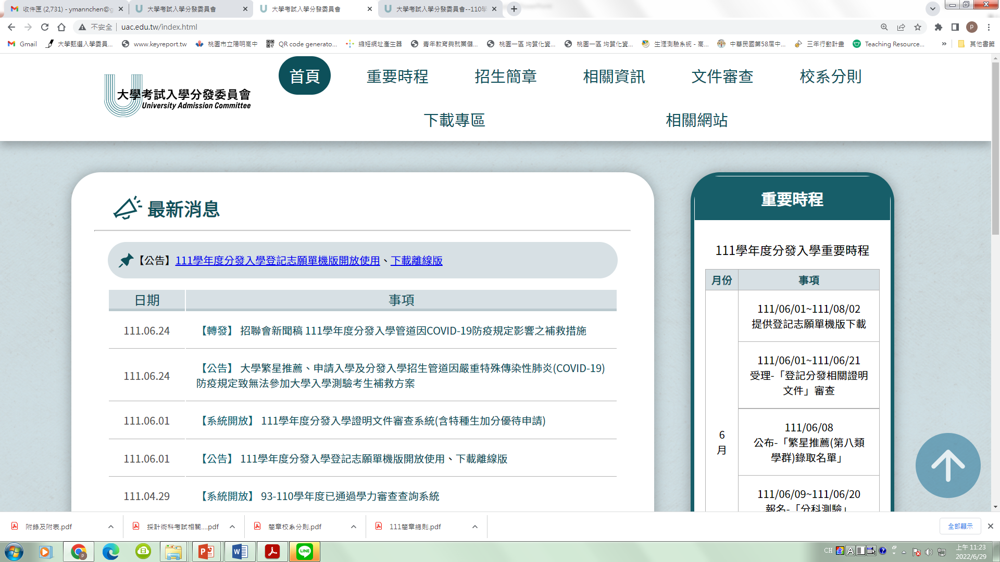 收件匣 (2,731) - ymannchen@g
大學考試入學分發委員會
大學考試入學分發委員會
大學考試入學分發委員會--110學
不安全
uac.edu.tw/index.html
P
Gmail
大學甄選入學委員...
www.keyreport.tw
桃園市立陽明高中
QR code generato...
縮短網址產生器
青年教育與就業儲...
桃園一區 均質化資...
桃園一區 均質化資...
生涯測驗系統 - 高...
中華民國第58屆中...
三年行動計畫
Teaching Resource...
»
其他書籤
大學考試入學分發委員會
University Admission Committee
首頁
重要時程
招生簡章
相關資訊
文件審查
校系分則
下載專區
相關網站
最新消息
【公告】111學年度分發入學登記志願單機版開放使用、下載離線版
日期 事項
111.06.24 【轉發】 招聯會新聞稿 111學年度分發入學管道因COVID-19防疫規定影響之補救措施
111.06.24 【公告】 大學繁星推薦、申請入學及分發入學招生管道因嚴重特殊傳染性肺炎(COVID-19)
防疫規定致無法參加大學入學測驗考生補救方案
111.06.01 【系統開放】 111學年度分發入學證明文件審查系統(含特種生加分優待申請)
111.06.01 【公告】 111學年度分發入學登記志願單機版開放使用、下載離線版
111.04.29 【系統開放】 93-110學年度已通過學力審查查詢系統
重要時程
111學年度分發入學重要時程
月份 事項
6
月
111/06/01~111/08/02
提供登記志願單機版下載
111/06/01~111/06/21
受理-「登記分發相關證明
文件」審查
111/06/08
公布-「繁星推薦(第八類
學群)錄取名單」
111/06/09~111/06/20
報名-「分科測驗」
附錄及附表.pdf
採計術科考試相關....pdf
簡章校系分則.pdf
111簡章總則.pdf
全部顯示
CH
上午 11:23
2022/6/29